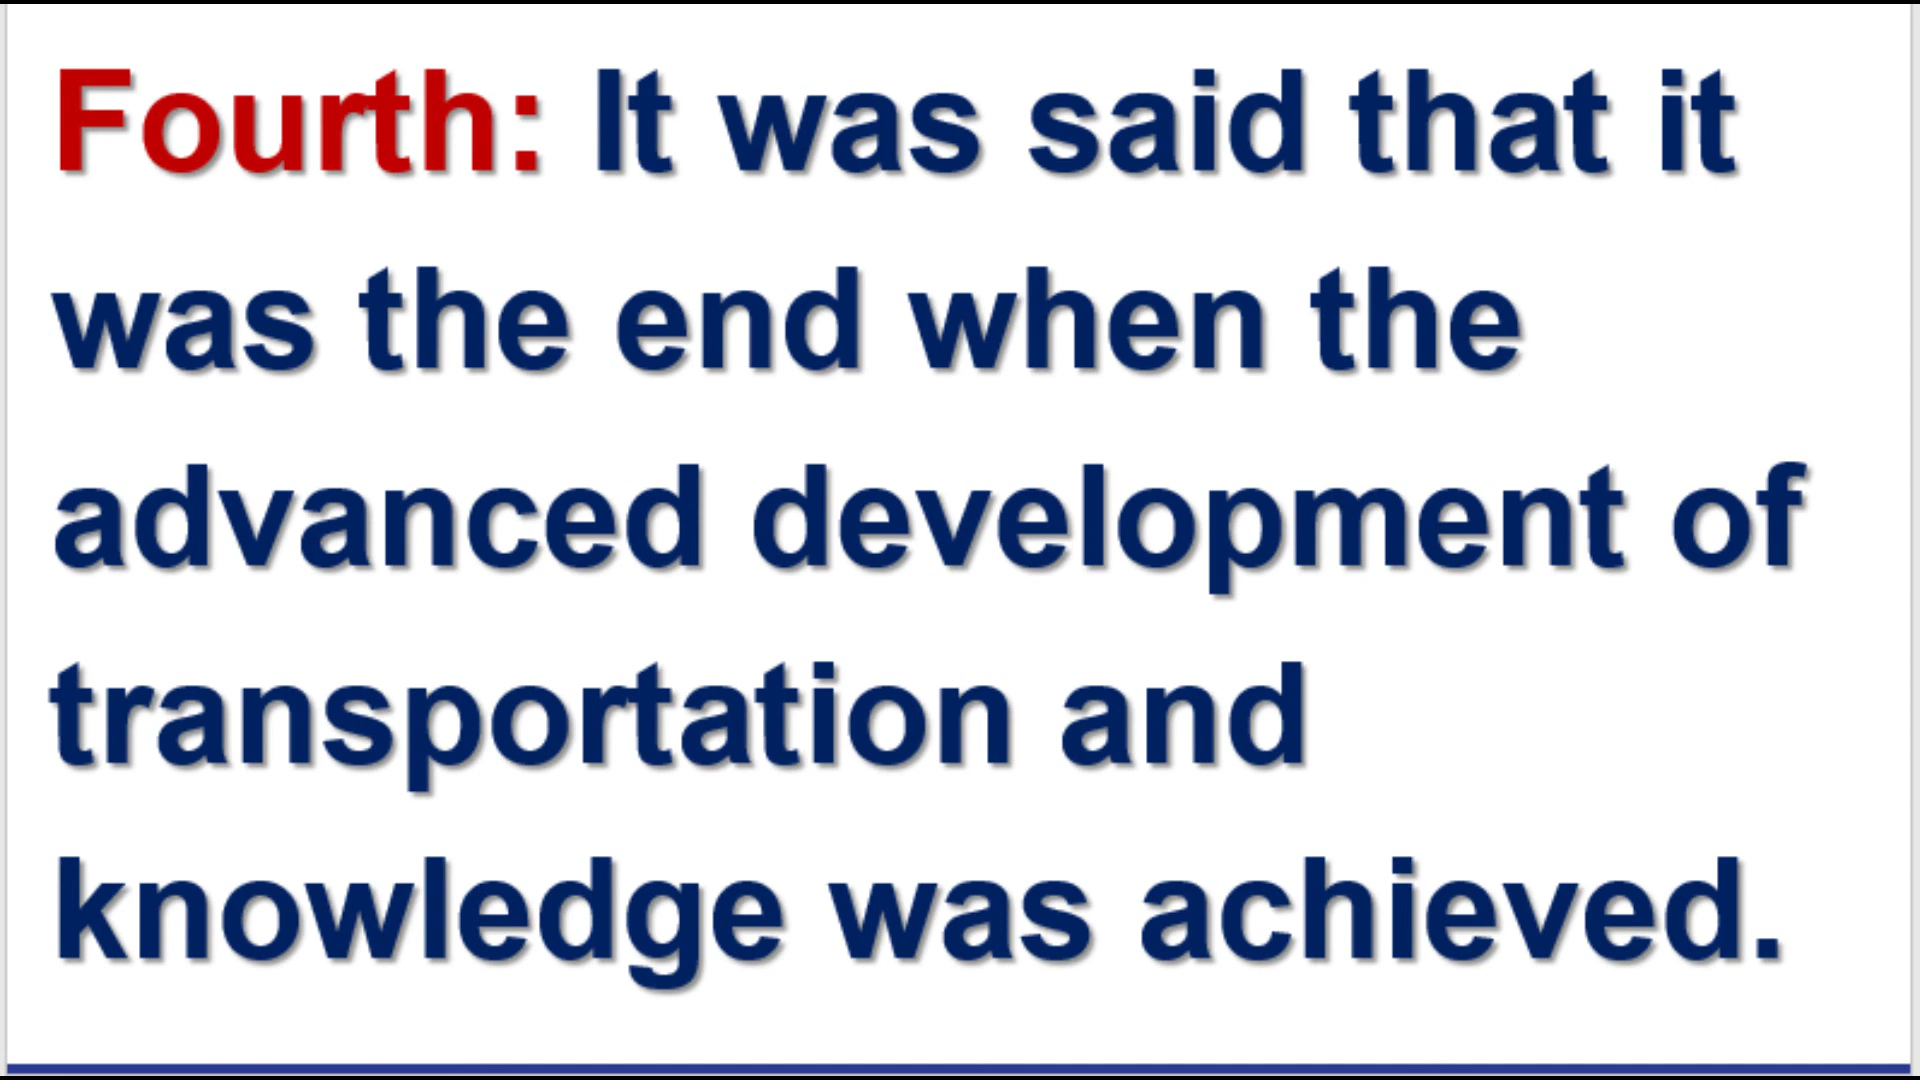 Fourth: It was said that it
was the end when the
advanced development of
transportation and
knowledge was achieved.